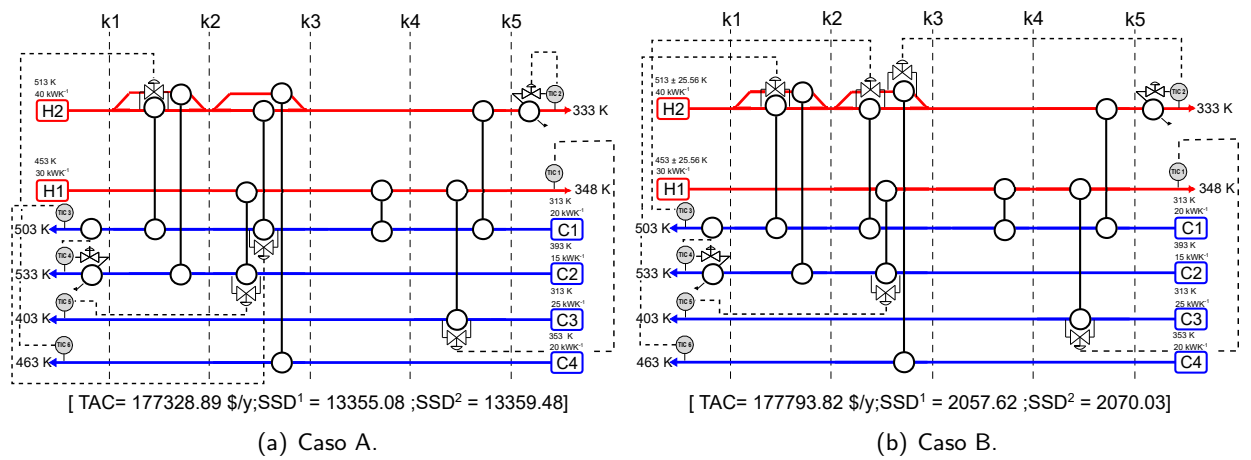 k1 k2 k3 k4 k5
513 K
40 kWK⁻¹
H2
TIC 2
333 K
453 K
30 kWK⁻¹
H1
TIC 1
348 K
313 K
20 kWK⁻¹
TIC 3
503 K
C1
393 K
15 kWK⁻¹
TIC 4
533 K
C2
313 K
25 kWK⁻¹
TIC 5
403 K
C3
353 K
20 kWK⁻¹
TIC 6
463 K
C4
[ TAC= 177328.89 $/y;SSD¹ = 13355.08 ;SSD² = 13359.48]
(a) Caso A.
k1 k2 k3 k4 k5
513 ± 25.56 K
40 kWK⁻¹
H2
TIC 2
333 K
453 ± 25.56 K
30 kWK⁻¹
H1
TIC 1
348 K
313 K
20 kWK⁻¹
TIC 3
503 K
C1
393 K
15 kWK⁻¹
TIC 4
533 K
C2
313 K
25 kWK⁻¹
TIC 5
403 K
C3
353 K
20 kWK⁻¹
TIC 6
463 K
C4
[ TAC= 177793.82 $/y;SSD¹ = 2057.62 ;SSD² = 2070.03]
(b) Caso B.